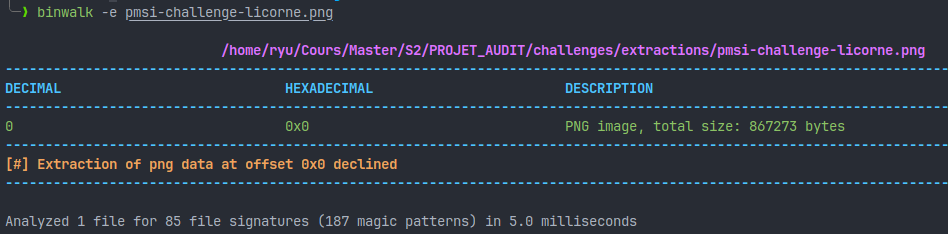 ❯ binwalk -e pmsi-challenge-licorne.png
/home/ryu/Cours/Master/S2/PROJET_AUDIT/challenges/extractions/pmsi-challenge-licorne.png
DECIMAL HEXADECIMAL DESCRIPTION
0 0x0 PNG image, total size: 867273 bytes
[#] Extraction of png data at offset 0x0 declined
Analyzed 1 file for 85 file signatures (187 magic patterns) in 5.0 milliseconds